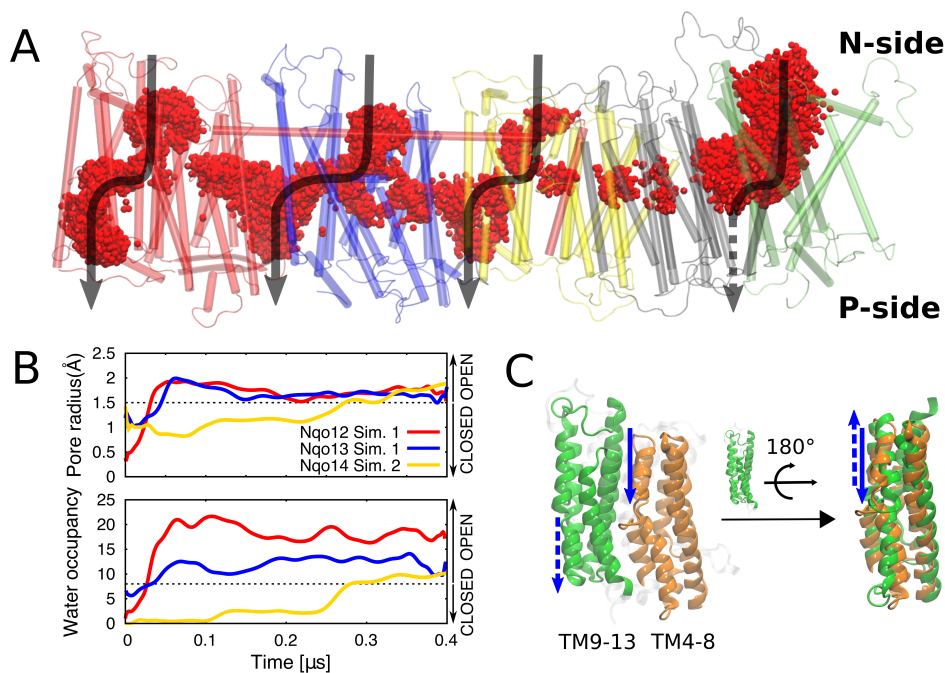 A
N-side
P-side
B
Pore radius(Å)
2.5
2
1.5
1
0.5
0
Nqo12 Sim. 1
Nqo13 Sim. 1
Nqo14 Sim. 2
CLOSED OPEN
Water occupancy
25
20
15
10
5
0
CLOSED OPEN
0 0.1 0.2 0.3 0.4
Time [μs]
C
180°
TM9-13 TM4-8